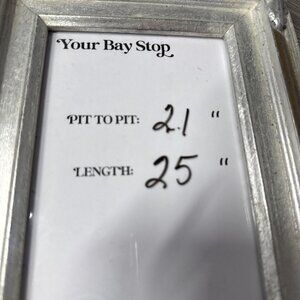 Your Bay Stop
PIT TO PIT: 21 "
LENGTH: 25 "